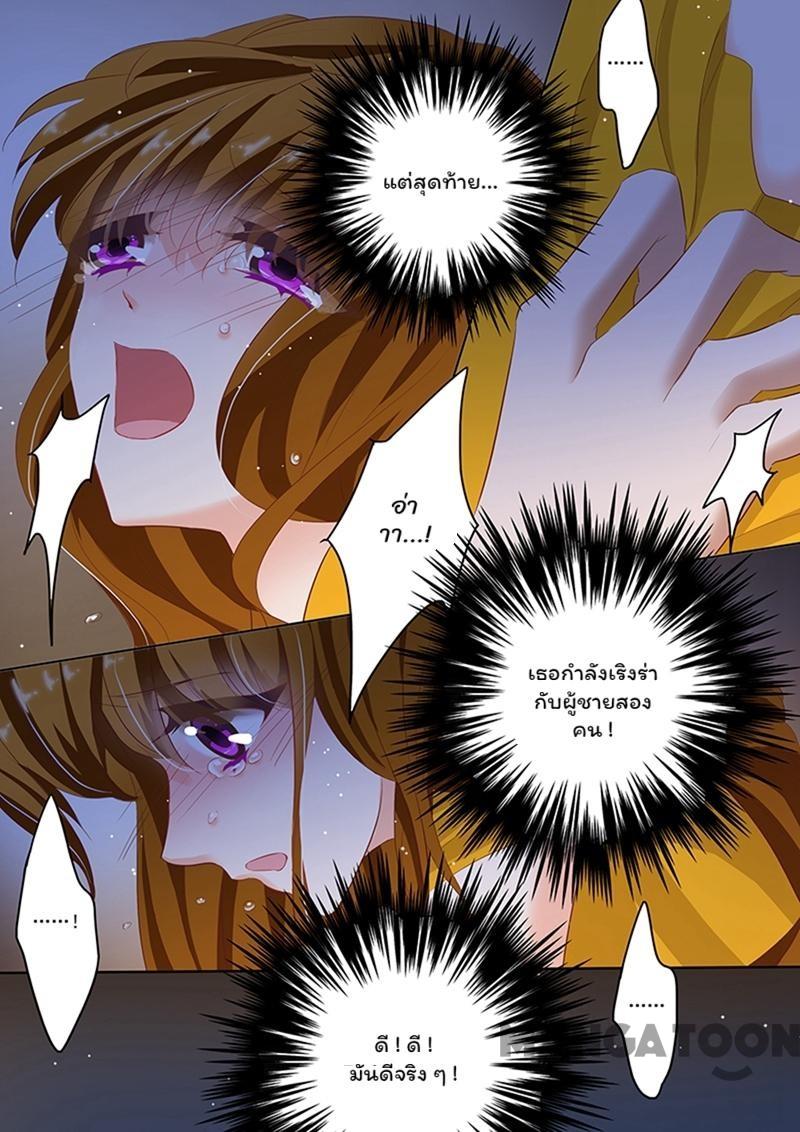 ......
แต่สุดท้าย...
อ่า
าา...!
เธอกำลังเริงร่า
กับผู้ชายสอง
คน !
......!
......
ดี ! ดี !
มันดีจริง ๆ !
MANGATOON